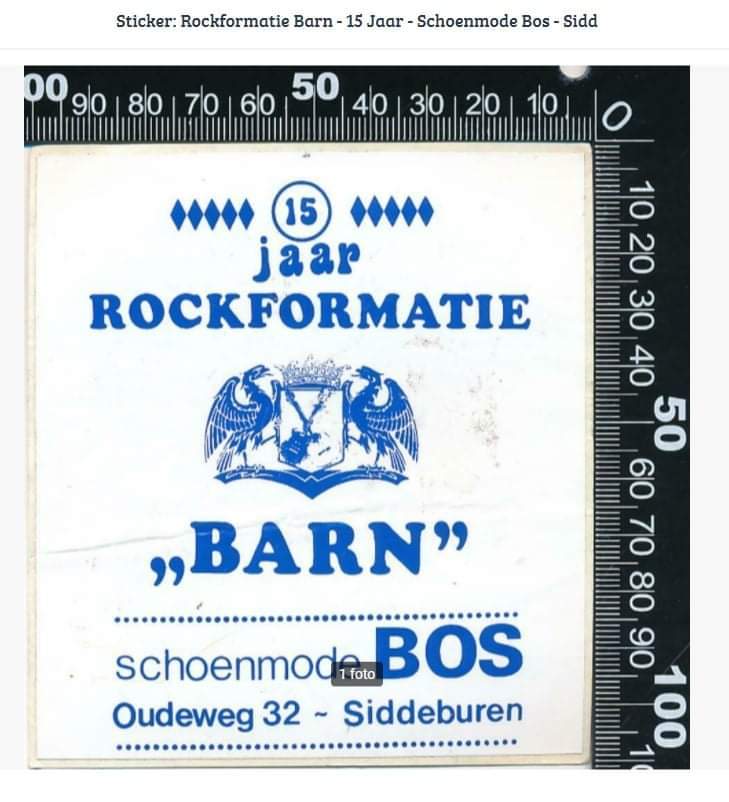 Sticker: Rockformatie Barn - 15 Jaar - Schoenmode Bos - Sidd
00 90 80 70 60 50 40 30 20 10 0
10 20 30 40 50 60 70 80 90 100 1
15
jaar
ROCKFORMATIE
„BARN”
schoenmode BOS
1 foto
Oudeweg 32 ~ Siddeburen